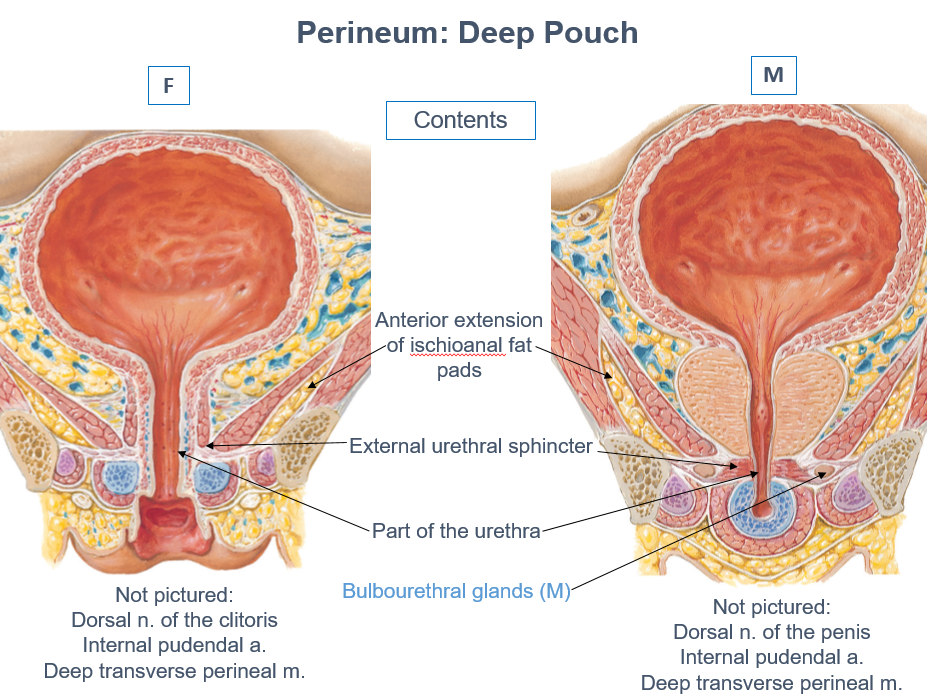 Perineum: Deep Pouch
F
M
Contents
Anterior extension
of ischioanal fat
pads
External urethral sphincter
Part of the urethra
Bulbourethral glands (M)
Not pictured:
Dorsal n. of the clitoris
Internal pudendal a.
Deep transverse perineal m.
Not pictured:
Dorsal n. of the penis
Internal pudendal a.
Deep transverse perineal m.